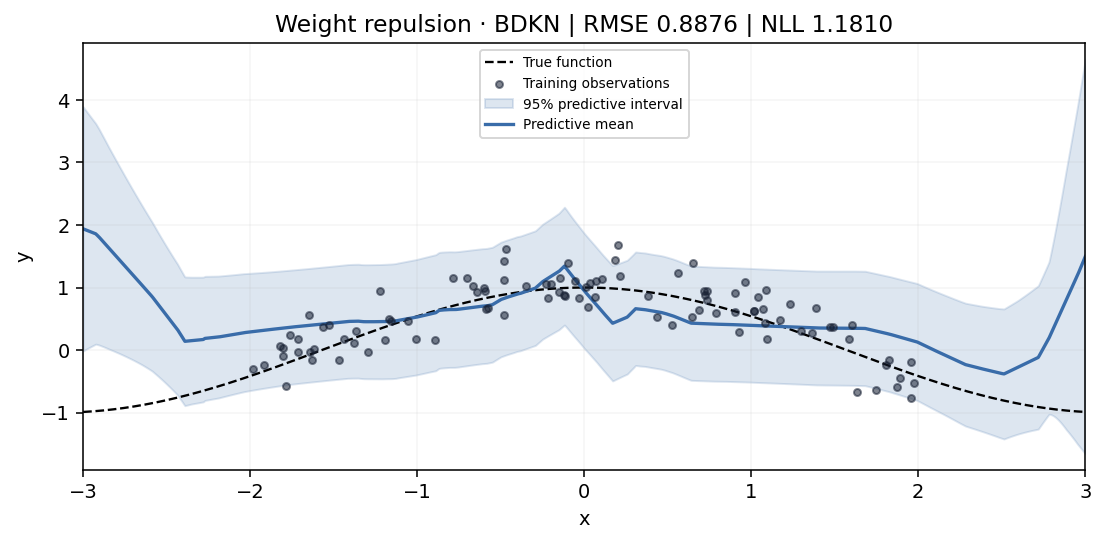 Weight repulsion · BDKN | RMSE 0.8876 | NLL 1.1810
True function
Training observations
95% predictive interval
Predictive mean
y
4
3
2
1
0
−1
−3
−2
−1
0
1
2
3
x